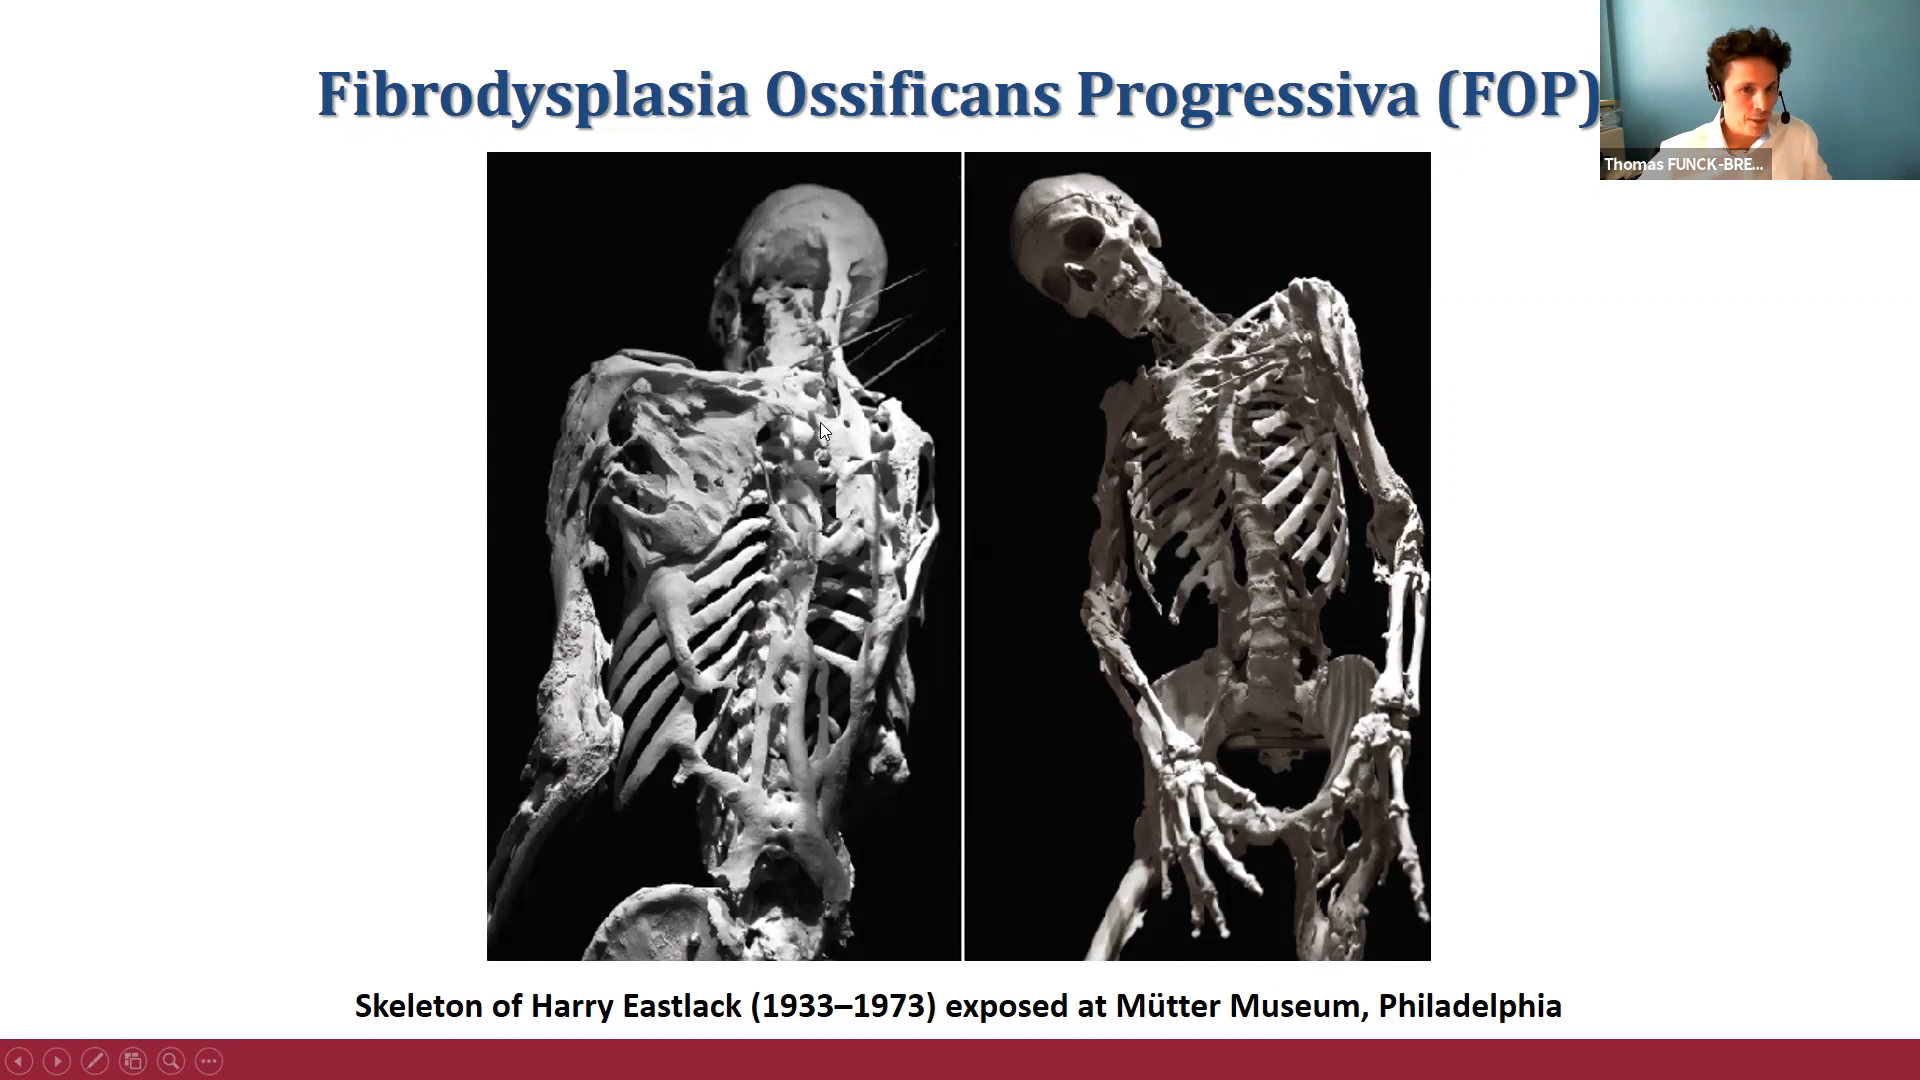 Fibrodysplasia Ossificans Progressiva (FOP)
Thomas FUNCK-BRE...
Skeleton of Harry Eastlack (1933–1973) exposed at Mütter Museum, Philadelphia